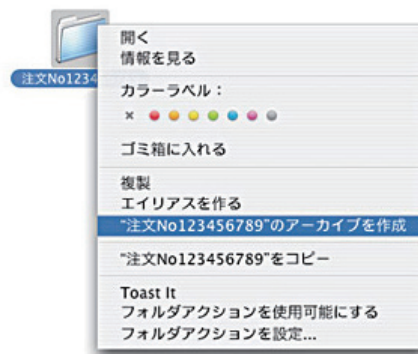 注文No1234
開く
情報を見る
カラーラベル：
×
ゴミ箱に入れる
複製
エイリアスを作る
"注文No123456789"のアーカイブを作成
"注文No123456789"をコピー
Toast It
フォルダアクションを使用可能にする
フォルダアクションを設定...